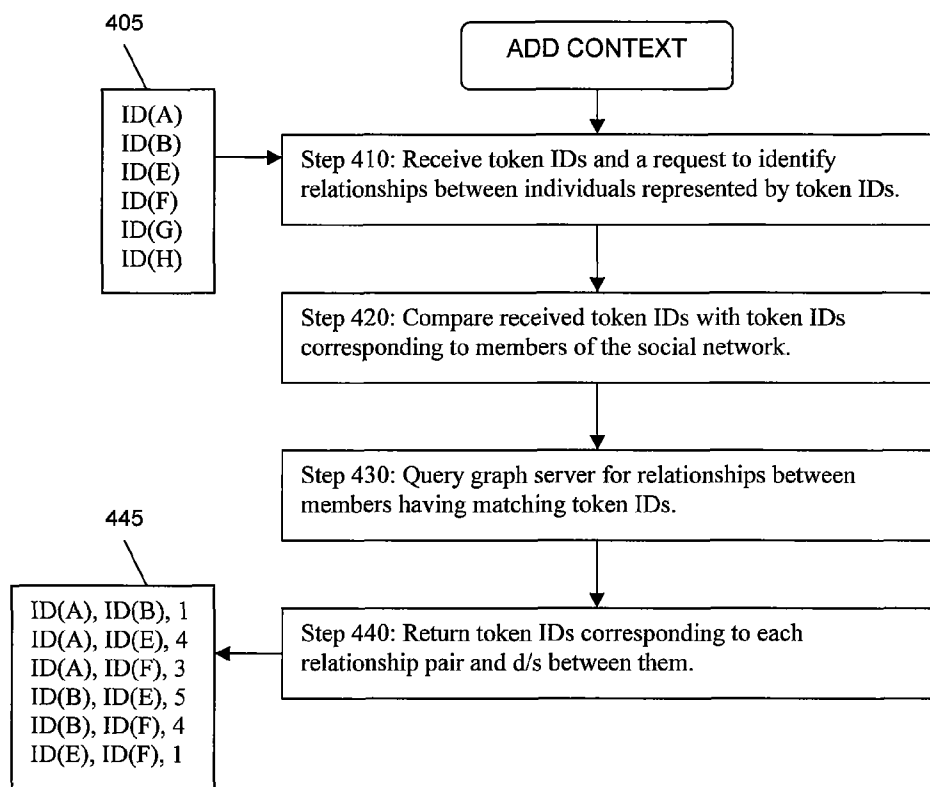 405
ADD CONTEXT
ID(A)
ID(B)
ID(E)
ID(F)
ID(G)
ID(H)
Step 410: Receive token IDs and a request to identify
relationships between individuals represented by token IDs.
Step 420: Compare received token IDs with token IDs
corresponding to members of the social network.
Step 430: Query graph server for relationships between
members having matching token IDs.
445
ID(A), ID(B), 1
ID(A), ID(E), 4
ID(A), ID(F), 3
ID(B), ID(E), 5
ID(B), ID(F), 4
ID(E), ID(F), 1
Step 440: Return token IDs corresponding to each
relationship pair and d/s between them.